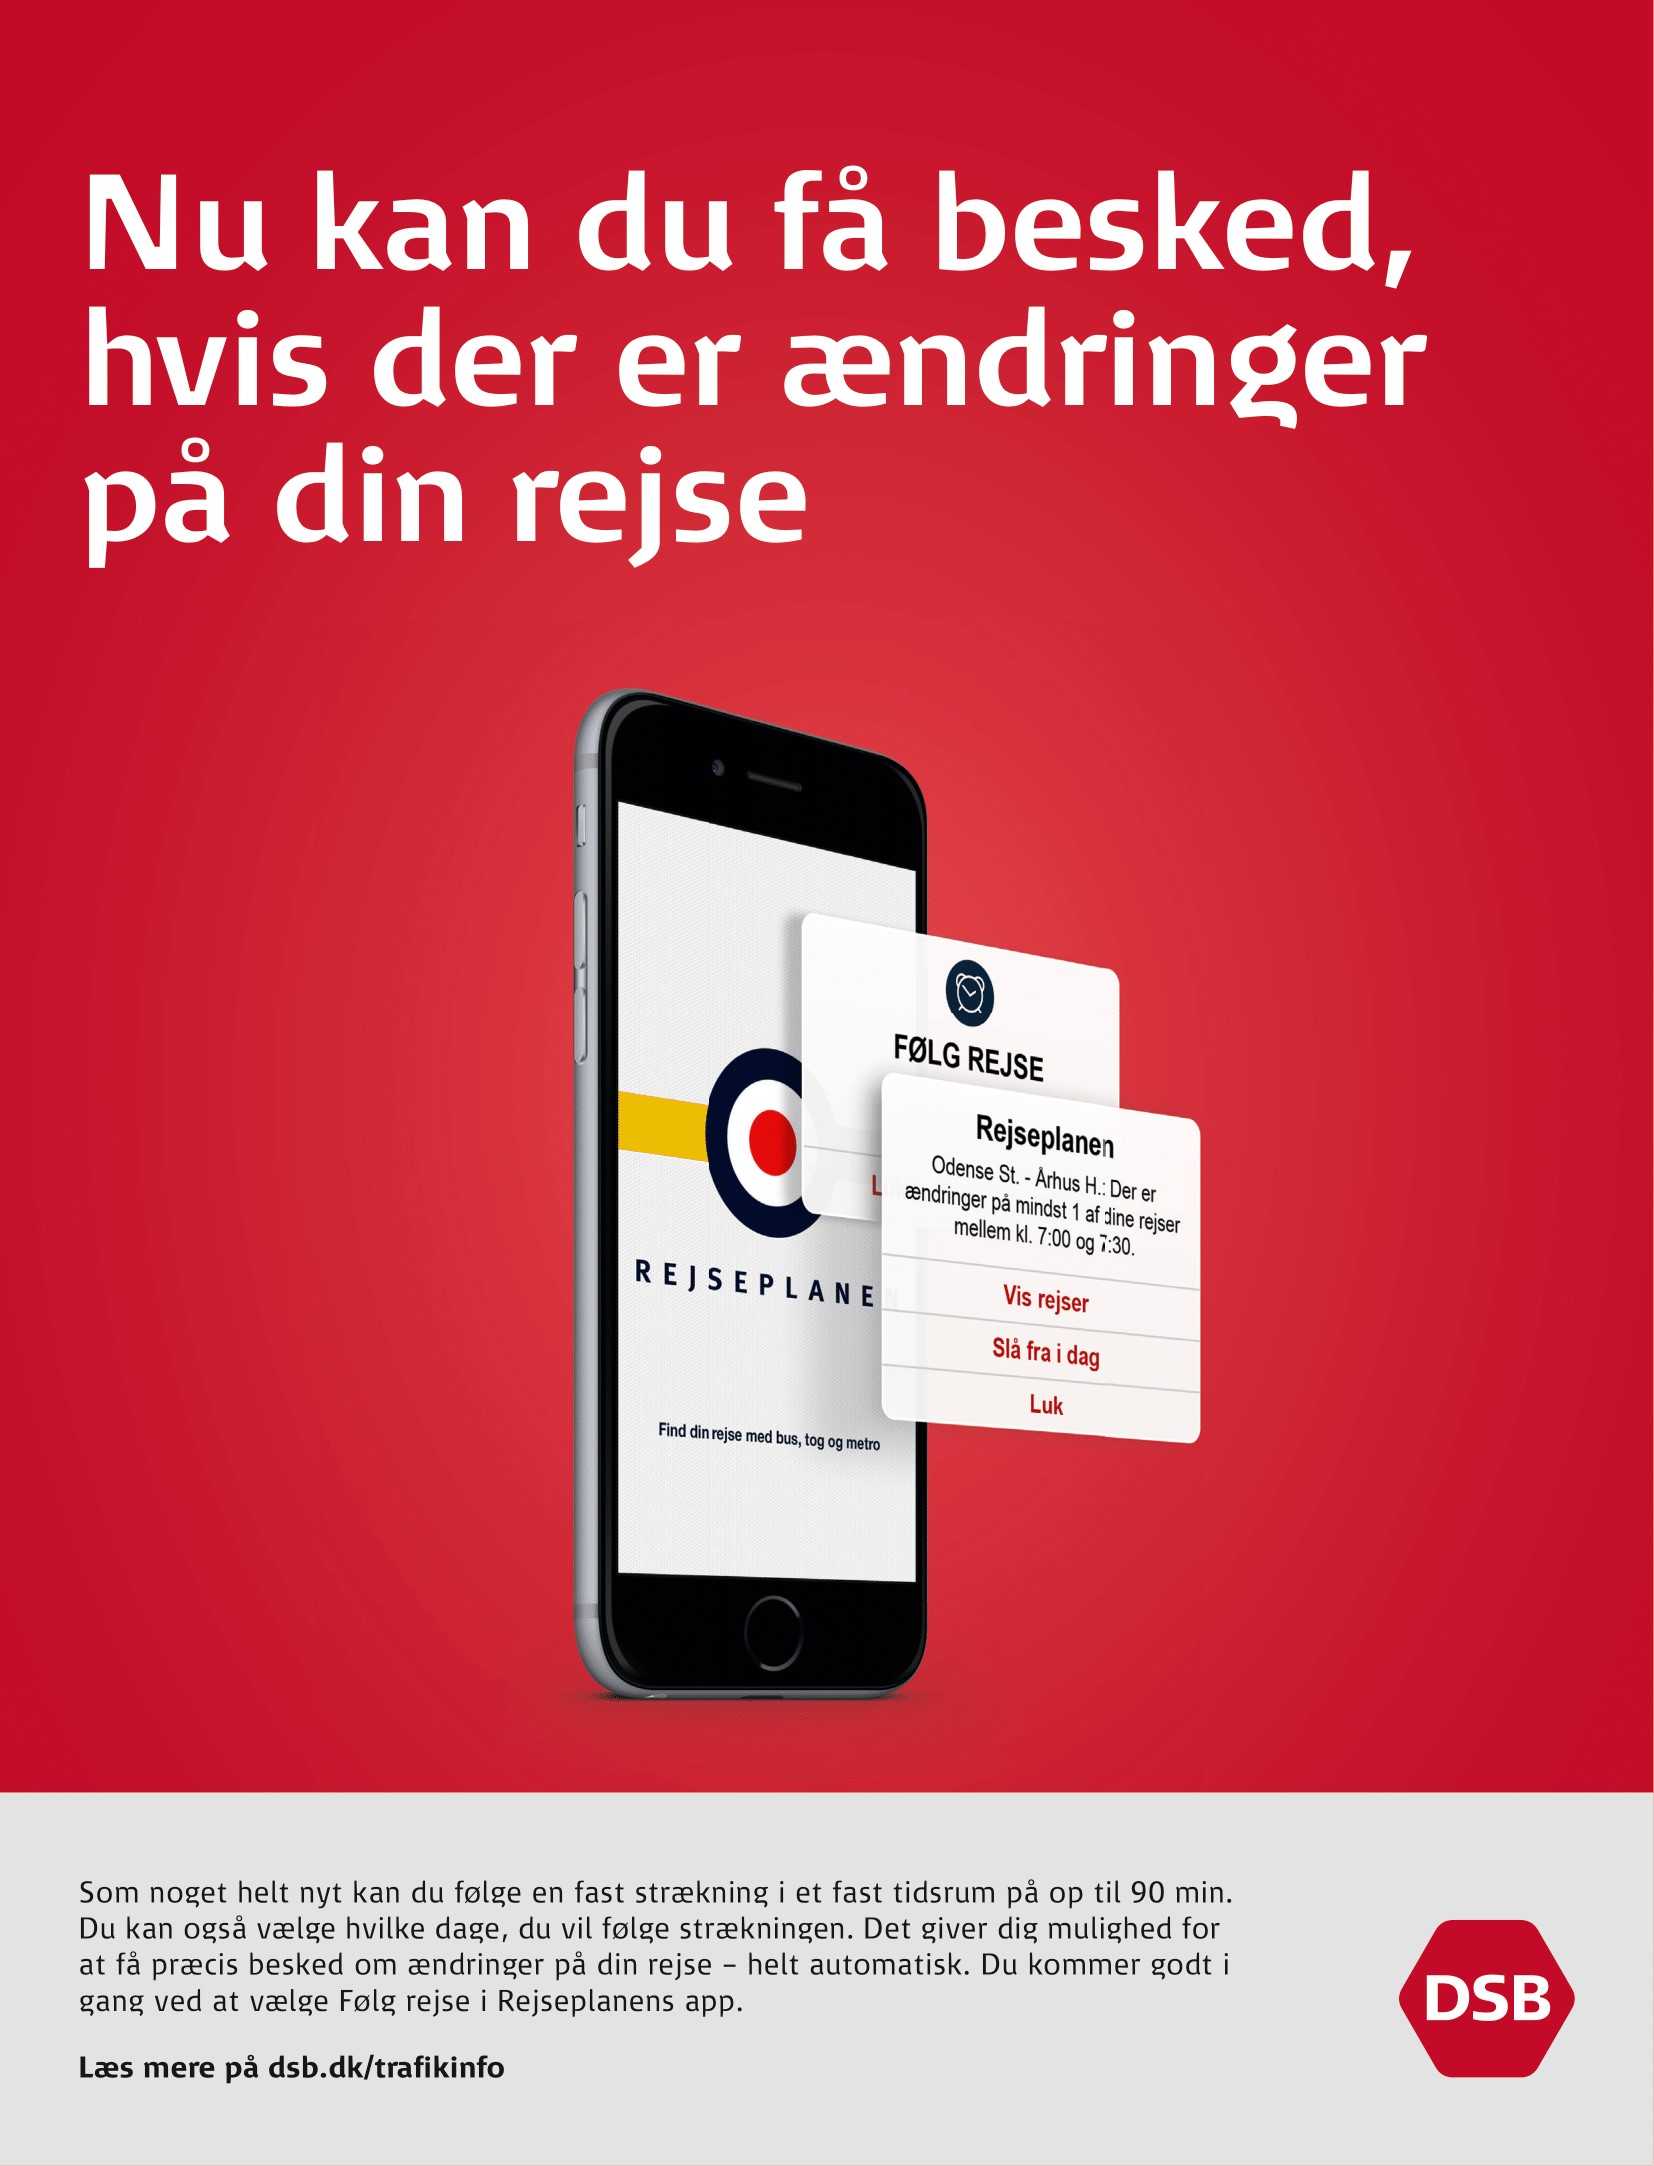 Nu kan du få besked,
hvis der er ændringer
på din rejse
FØLG REJSE
Rejseplanen
Odense St. - Århus H.: Der er
ændringer på mindst 1 af dine rejser
mellem kl. 7:00 og 7:30.
Vis rejser
Slå fra i dag
Luk
REJSEPLANEN
Find din rejse med bus, tog og metro
Som noget helt nyt kan du følge en fast strækning i et fast tidsrum på op til 90 min.
Du kan også vælge hvilke dage, du vil følge strækningen. Det giver dig mulighed for
at få præcis besked om ændringer på din rejse – helt automatisk. Du kommer godt i
gang ved at vælge Følg rejse i Rejseplanens app.
Læs mere på dsb.dk/trafikinfo
DSB